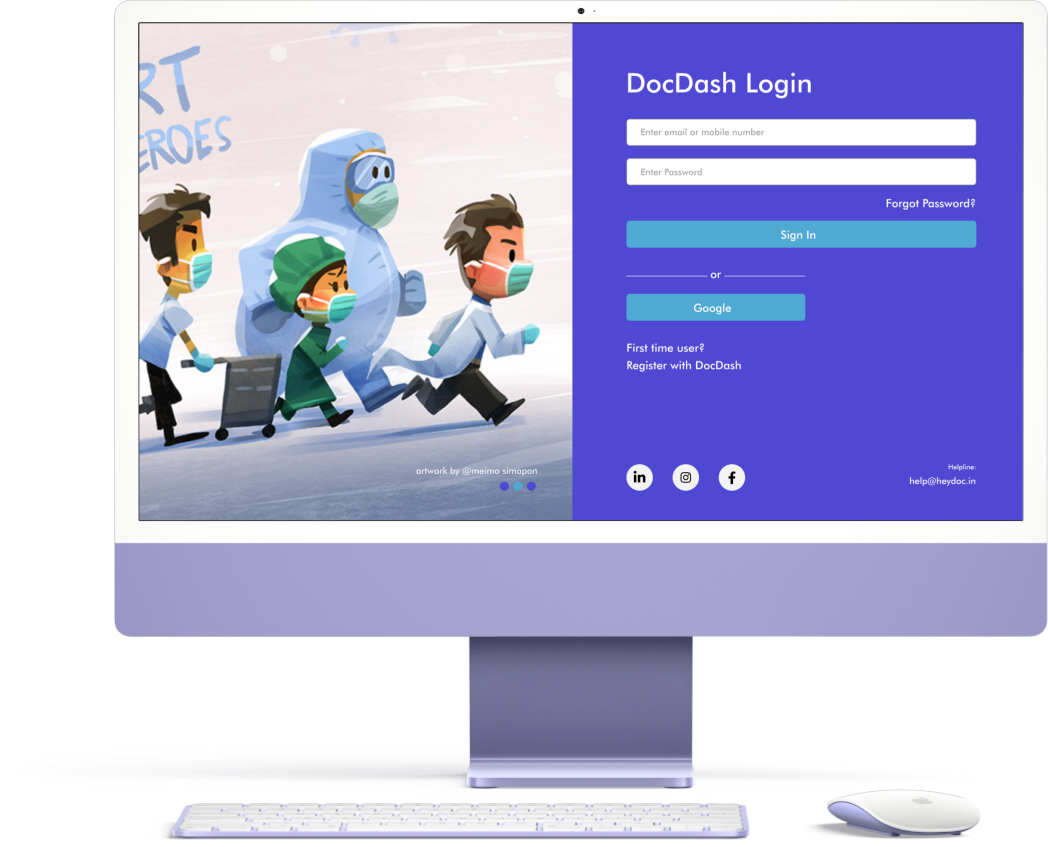 RT
EROES
artwork by @meimo simapon
DocDash Login
Enter email or mobile number
Enter Password
Forgot Password?
Sign In
or
Google
First time user?
Register with DocDash
in
f
Helpline:
help@heydoc.in